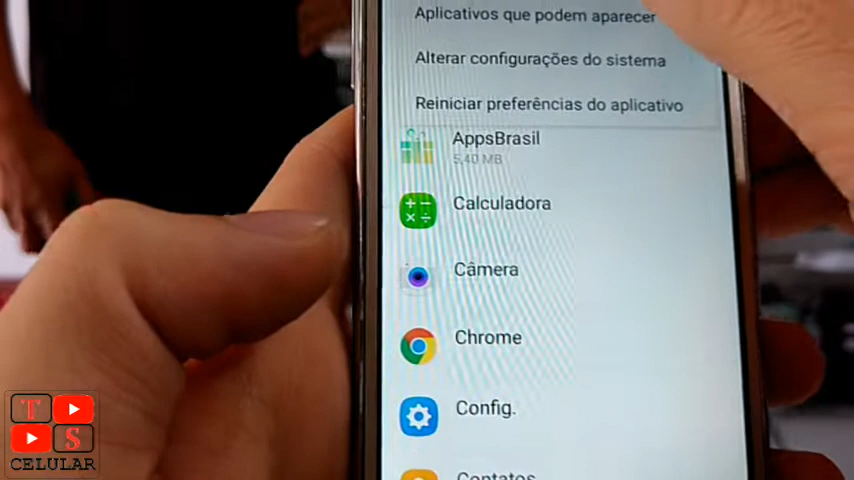 Aplicativos que podem aparecer
Alterar configurações do sistema
Reiniciar preferências do aplicativo
AppsBrasil
5,40 MB
Calculadora
Câmera
Chrome
Config.
Contatos
T
S
CELULAR